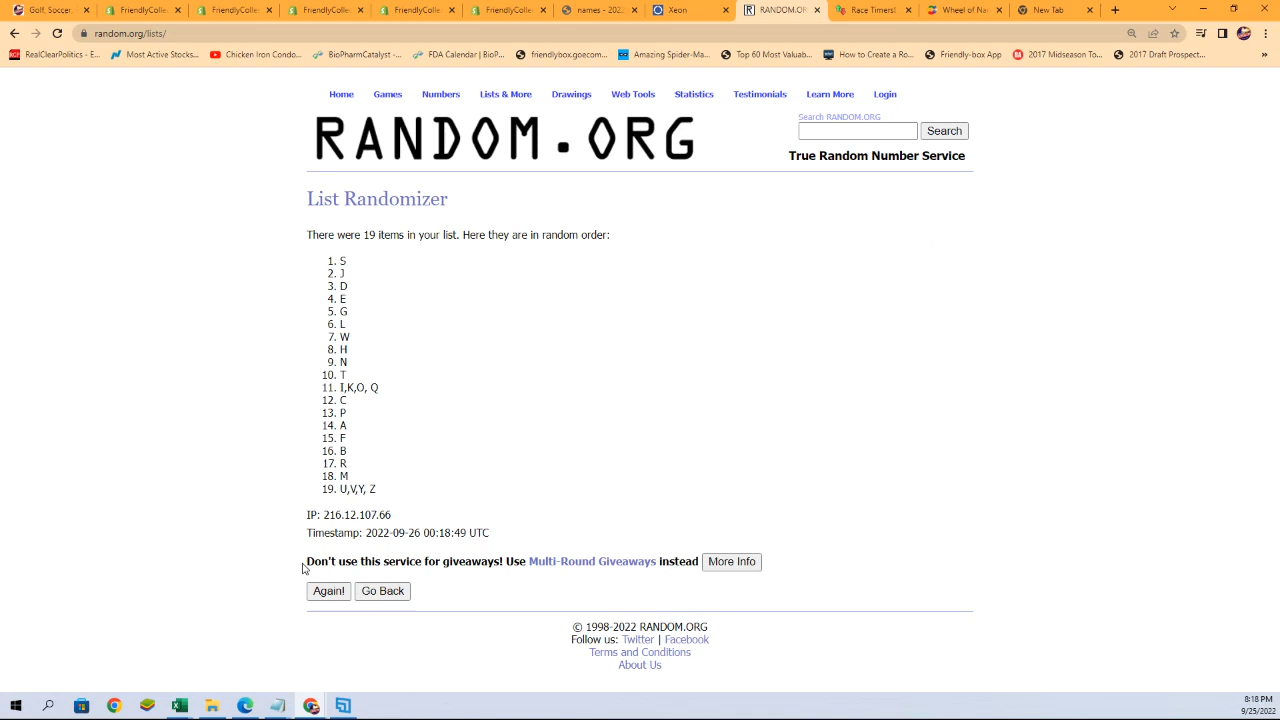 Golf, Soccer,
FriendlyColle
FriendlyColle
FriendlyColle
FriendlyColle
names - 202
Xeon
RANDOM.OR
Race Timers!
Wheel of Na
New Tab
random.org/lists/
RealClearPolitics - E...
Most Active Stocks...
Chicken Iron Condo...
BioPharmCatalyst -...
FDA Calendar | BioP...
friendlybox.goecom...
Amazing Spider-Ma...
Top 60 Most Valuab...
How to Create a Ro...
Friendly-box App
2017 Midseason To...
2017 Draft Prospect...
»
Home Games Numbers Lists & More Drawings Web Tools Statistics Testimonials Learn More Login
RANDOM.ORG
Search RANDOM.ORG
Search
True Random Number Service
List Randomizer
There were 19 items in your list. Here they are in random order:
1. S
2. J
3. D
4. E
5. G
6. L
7. W
8. H
9. N
10. T
11. I,K,O, Q
12. C
13. P
14. A
15. F
16. B
17. R
18. M
19. U,V,Y, Z
IP: 216.12.107.66
Timestamp: 2022-09-26 00:18:49 UTC
Don't use this service for giveaways! Use Multi-Round Giveaways instead More Info
Again! Go Back
© 1998-2022 RANDOM.ORG
Follow us: Twitter | Facebook
Terms and Conditions
About Us
8:18 PM
9/25/2022